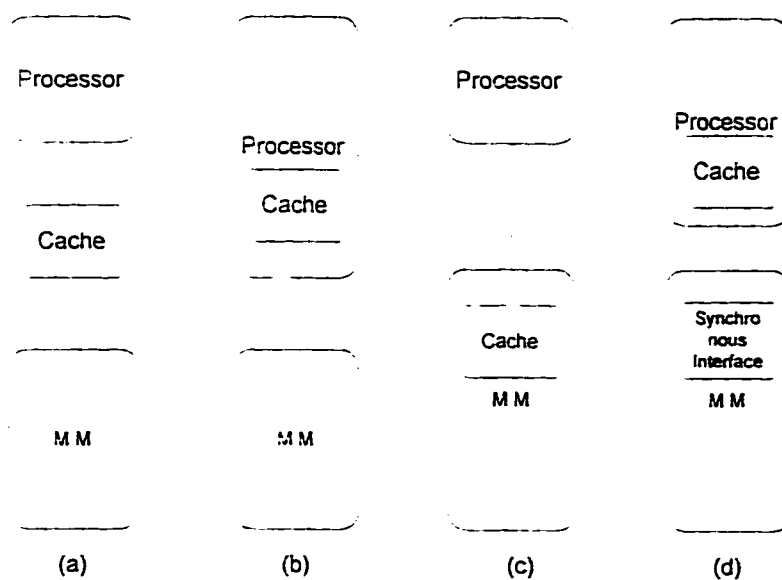 Processor
Cache
M M
(a)
Processor
Cache
M M
(b)
Processor
Cache
M M
(c)
Processor
Cache
Synchro
nous
Interface
M M
(d)